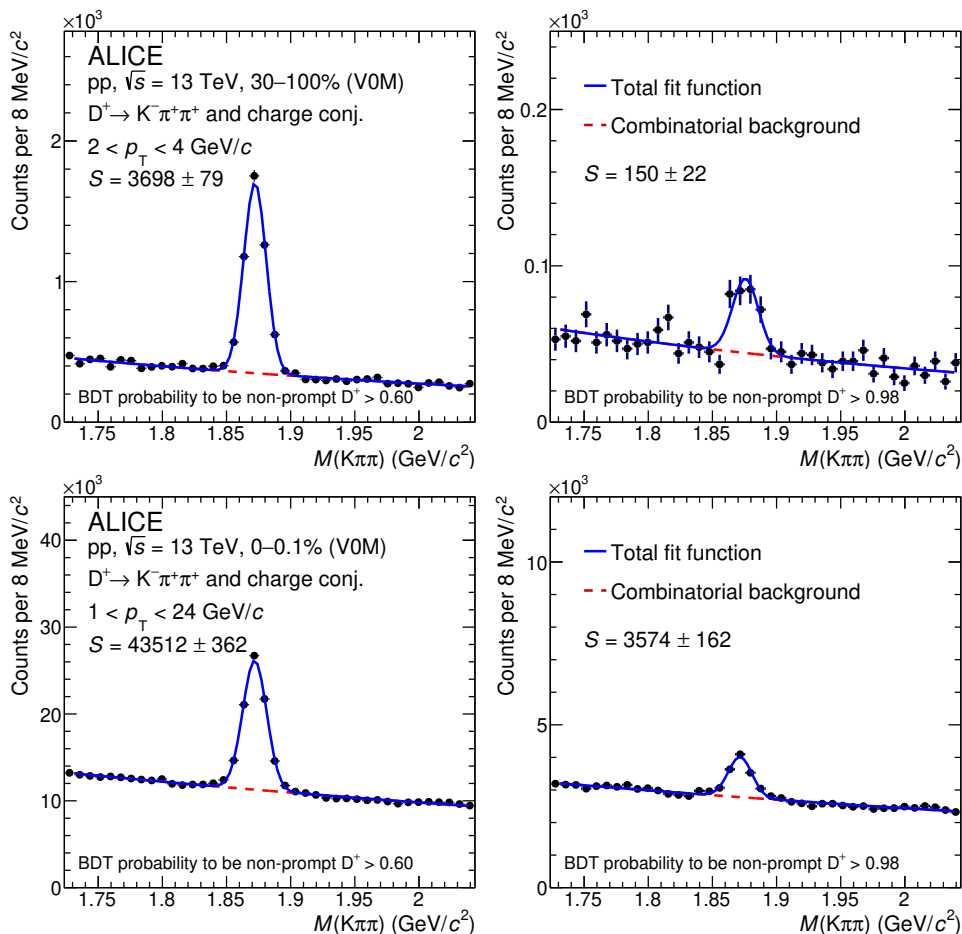 ×10³
ALICE
pp, √s = 13 TeV, 30–100% (V0M)
D⁺→ K⁻π⁺π⁺ and charge conj.
2 < p_T < 4 GeV/c
S = 3698 ± 79
Counts per 8 MeV/c²
2
1
0
BDT probability to be non-prompt D⁺ > 0.60
1.75 1.8 1.85 1.9 1.95 2
M(Kππ) (GeV/c²)
×10³
Total fit function
Combinatorial background
S = 150 ± 22
Counts per 8 MeV/c²
0.2
0.1
0
BDT probability to be non-prompt D⁺ > 0.98
1.75 1.8 1.85 1.9 1.95 2
M(Kππ) (GeV/c²)
×10³
ALICE
pp, √s = 13 TeV, 0–0.1% (V0M)
D⁺→ K⁻π⁺π⁺ and charge conj.
1 < p_T < 24 GeV/c
S = 43512 ± 362
Counts per 8 MeV/c²
40
30
20
10
0
BDT probability to be non-prompt D⁺ > 0.60
1.75 1.8 1.85 1.9 1.95 2
M(Kππ) (GeV/c²)
×10³
Total fit function
Combinatorial background
S = 3574 ± 162
Counts per 8 MeV/c²
10
5
0
BDT probability to be non-prompt D⁺ > 0.98
1.75 1.8 1.85 1.9 1.95 2
M(Kππ) (GeV/c²)